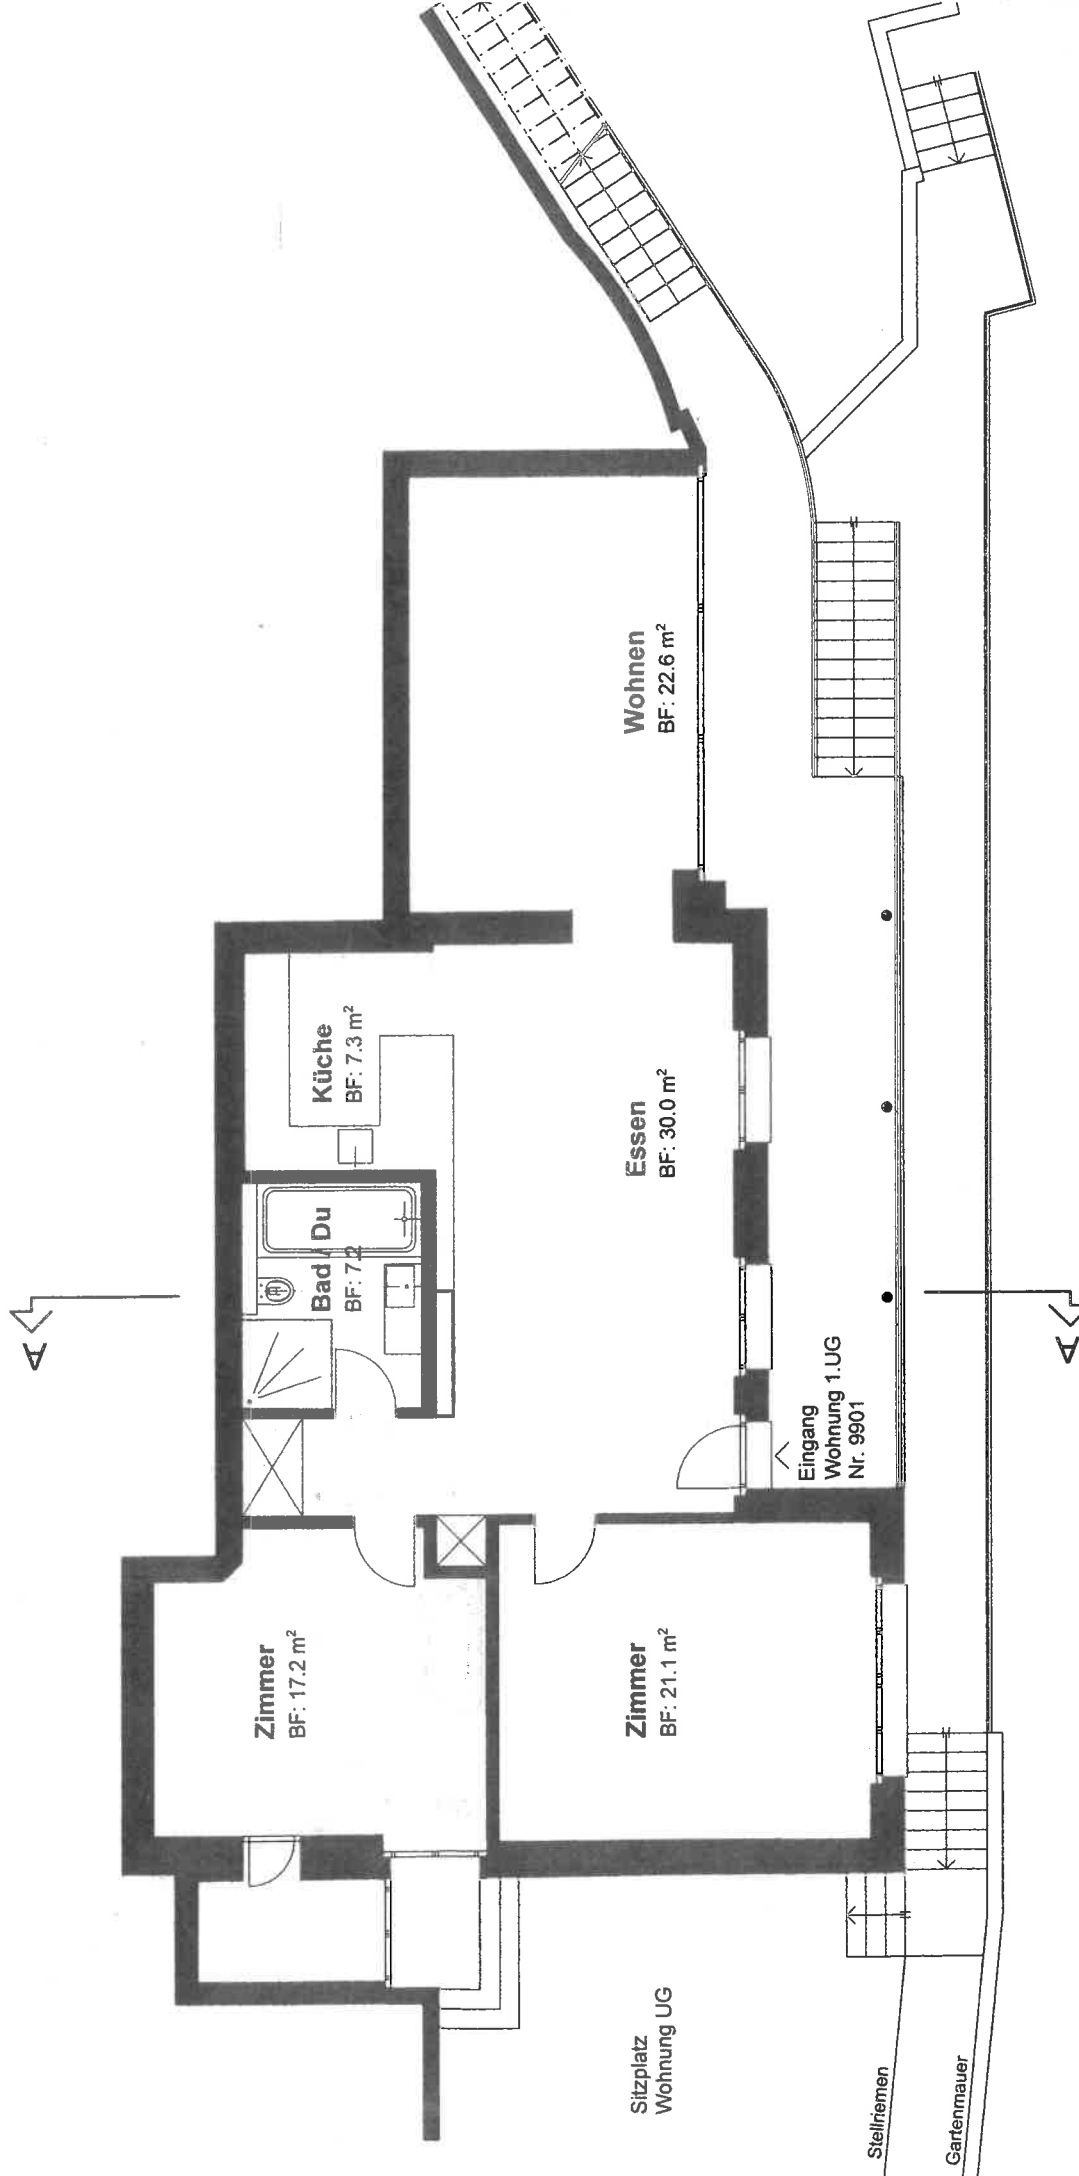 A
A
Wohnen
BF: 22.6 m²
Küche
BF: 7.3 m²
Essen
BF: 30.0 m²
Bad / Du
BF: 7.2
Eingang
Wohnung 1.UG
Nr. 9901
Zimmer
BF: 17.2 m²
Zimmer
BF: 21.1 m²
Sitzplatz
Wohnung UG
Stellriemen
Gartenmauer